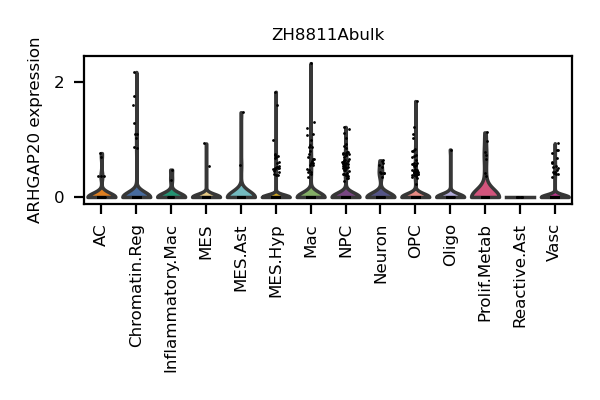 ZH8811Abulk
ARHGAP20 expression
2
0
AC
Chromatin.Reg
Inflammatory.Mac
MES
MES.Ast
MES.Hyp
Mac
NPC
Neuron
OPC
Oligo
Prolif.Metab
Reactive.Ast
Vasc